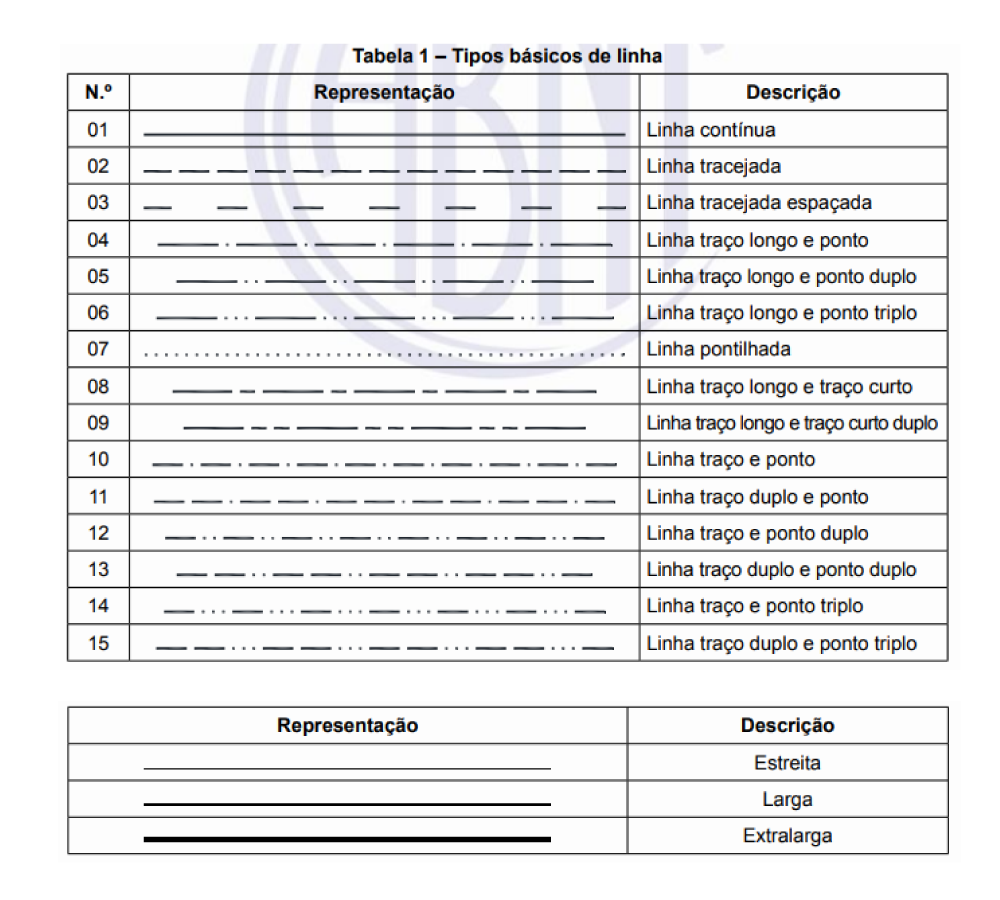 Tabela 1 – Tipos básicos de linha
N.º Representação Descrição
01 Linha contínua
02 Linha tracejada
03 Linha tracejada espaçada
04 Linha traço longo e ponto
05 Linha traço longo e ponto duplo
06 Linha traço longo e ponto triplo
07 Linha pontilhada
08 Linha traço longo e traço curto
09 Linha traço longo e traço curto duplo
10 Linha traço e ponto
11 Linha traço duplo e ponto
12 Linha traço e ponto duplo
13 Linha traço duplo e ponto duplo
14 Linha traço e ponto triplo
15 Linha traço duplo e ponto triplo
Representação Descrição
Estreita
Larga
Extralarga
ABNT